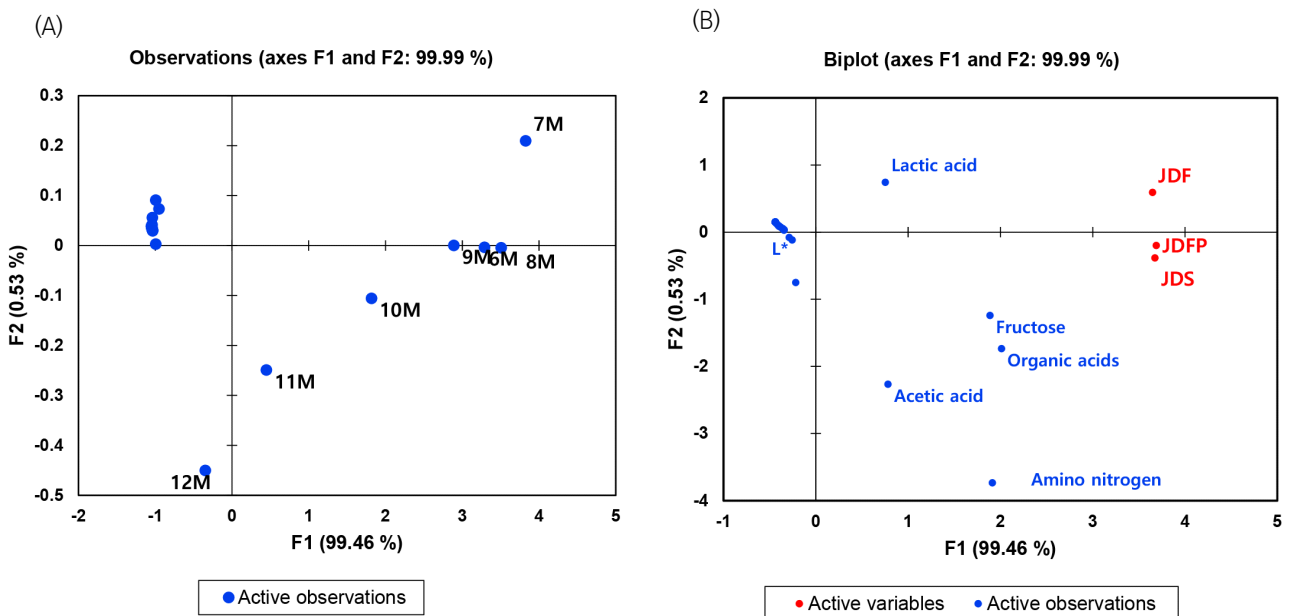 (A)
Observations (axes F1 and F2: 99.99 %)
0.3
0.2
0.1
0
-0.1
-0.2
-0.3
-0.4
-0.5
F2 (0.53 %)
7M
9M
6M
8M
10M
11M
12M
-2
-1
0
1
2
3
4
5
F1 (99.46 %)
Active observations
(B)
Biplot (axes F1 and F2: 99.99 %)
2
1
0
-1
-2
-3
-4
F2 (0.53 %)
Lactic acid
JDF
L*
JDFP
JDS
Fructose
Organic acids
Acetic acid
Amino nitrogen
-1
0
1
2
3
4
5
F1 (99.46 %)
Active variables
Active observations